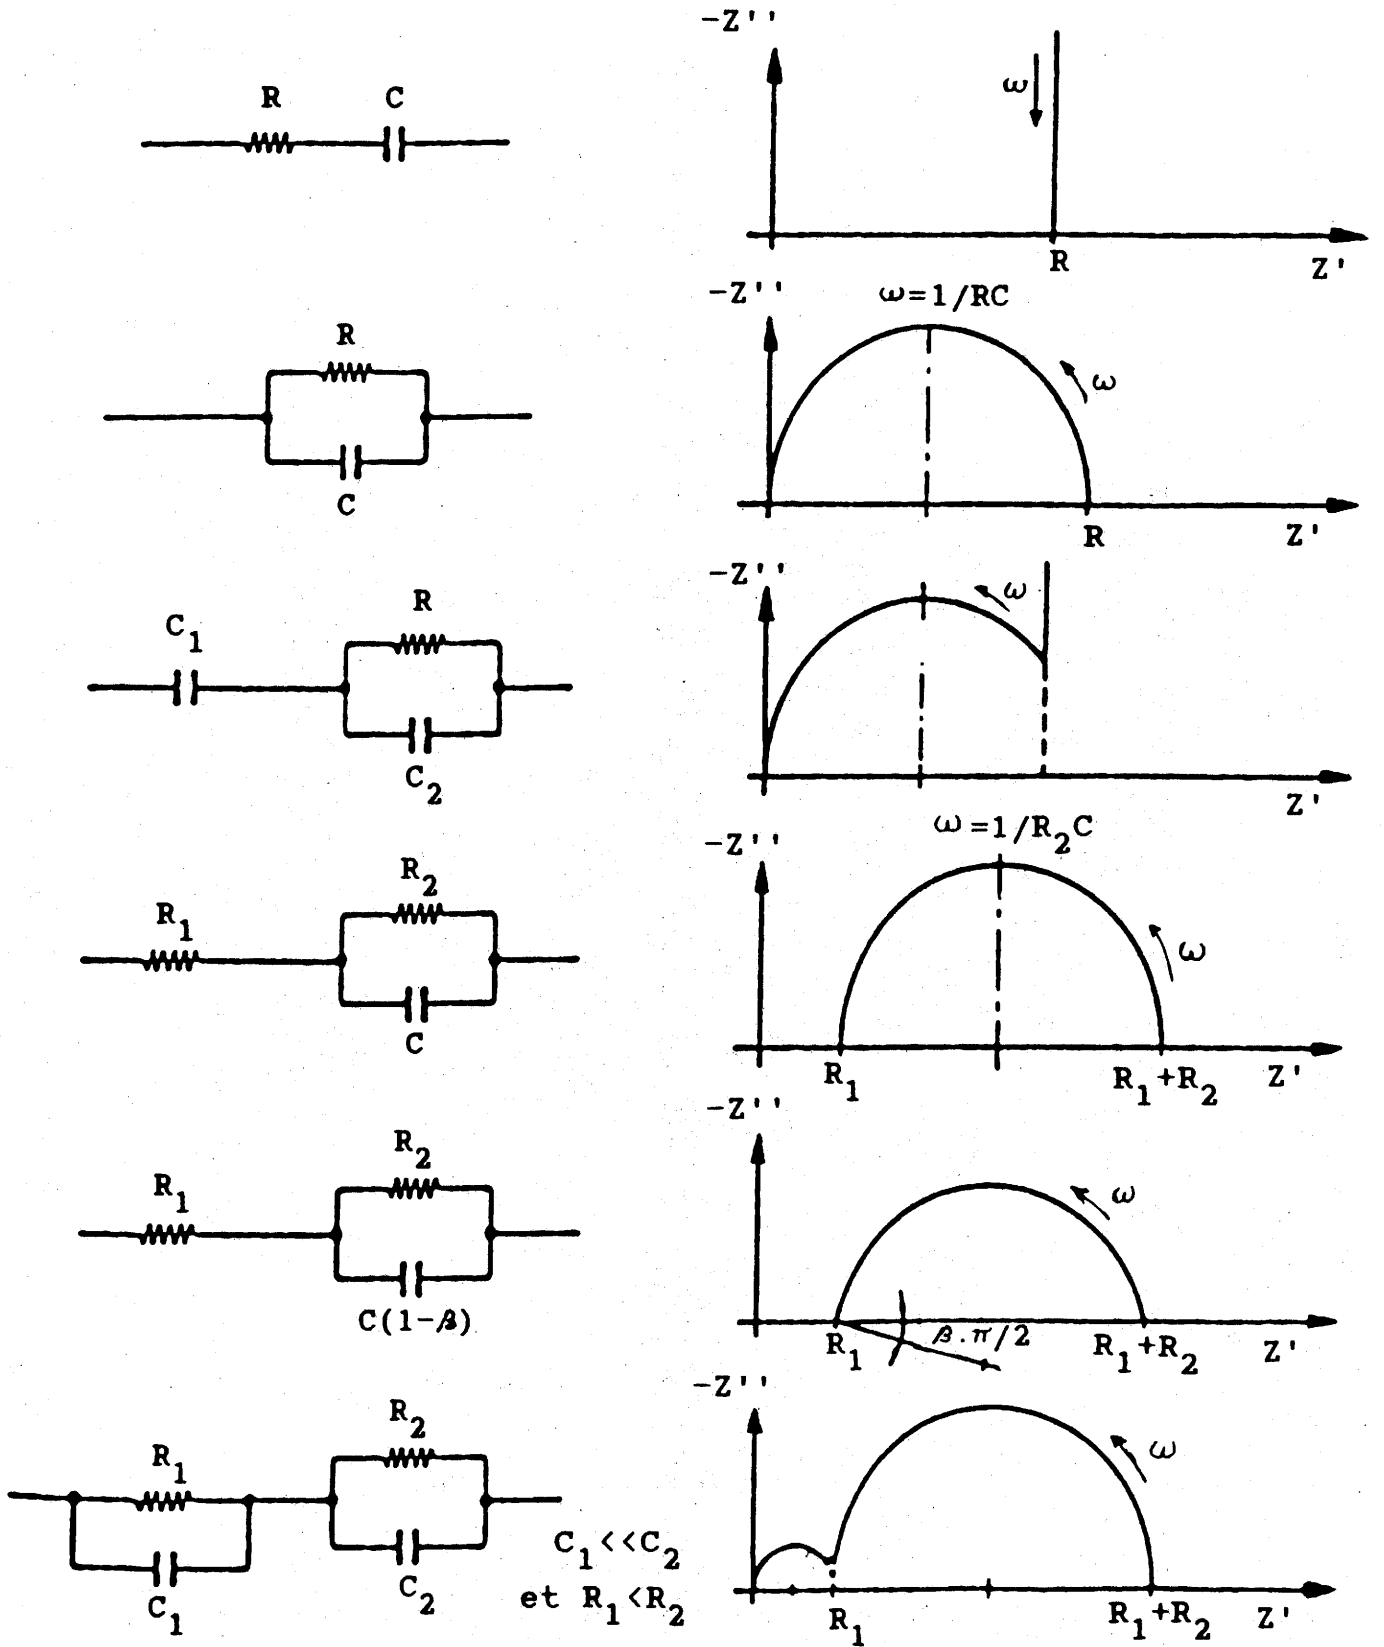 -Z''
R C
ω
R
Z'
-Z'' ω=1/RC
R
ω
C
R
Z'
-Z''
ω
R
C1
C2
Z'
ω=1/R2C
-Z''
R2
R1
ω
C
R1 R1+R2 Z'
-Z''
R2
R1
ω
C(1-β)
β.π/2
R1 R1+R2 Z'
-Z''
R2
ω
R1
C1<<C2
C2
et R1<R2
C1
R1 R1+R2 Z'